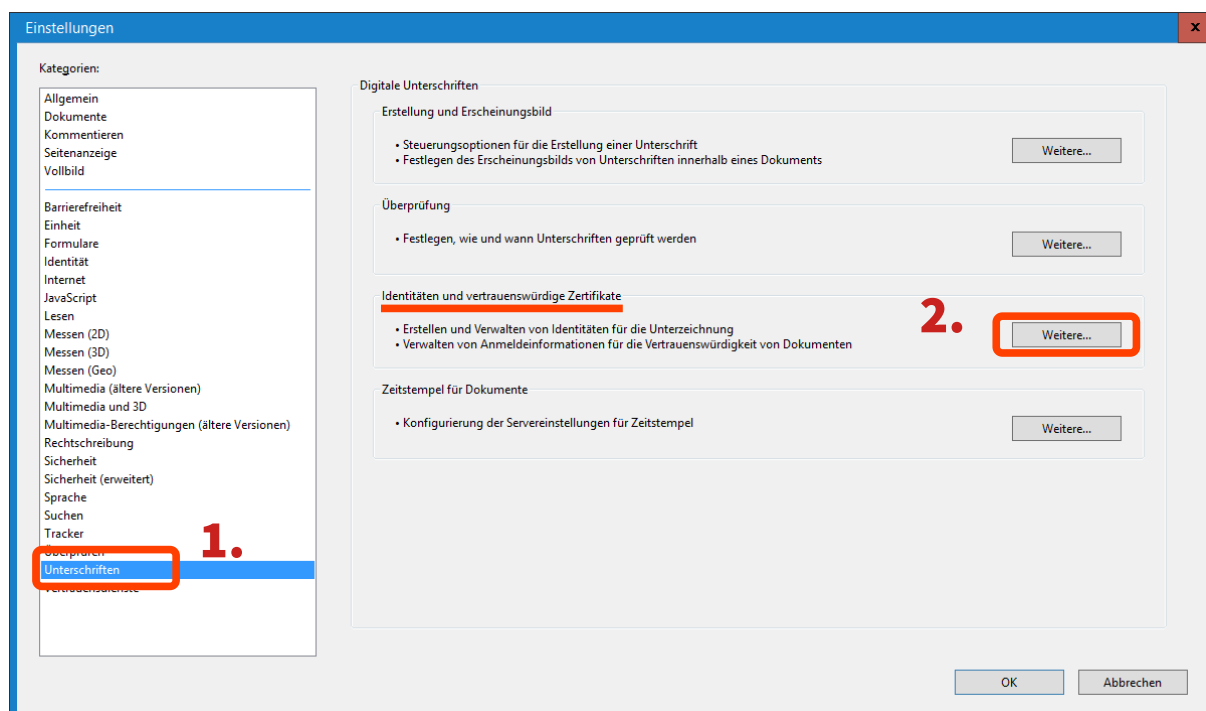 Einstellungen
x
Kategorien:
Allgemein
Dokumente
Kommentieren
Seitenanzeige
Vollbild
Barrierefreiheit
Einheit
Formulare
Identität
Internet
JavaScript
Lesen
Messen (2D)
Messen (3D)
Messen (Geo)
Multimedia (ältere Versionen)
Multimedia und 3D
Multimedia-Berechtigungen (ältere Versionen)
Rechtschreibung
Sicherheit
Sicherheit (erweitert)
Sprache
Suchen
Tracker
Überprüfen
1.
Unterschriften
Vertrauensdienste
Digitale Unterschriften
Erstellung und Erscheinungsbild
• Steuerungsoptionen für die Erstellung einer Unterschrift
• Festlegen des Erscheinungsbilds von Unterschriften innerhalb eines Dokuments
Weitere...
Überprüfung
• Festlegen, wie und wann Unterschriften geprüft werden
Weitere...
Identitäten und vertrauenswürdige Zertifikate
• Erstellen und Verwalten von Identitäten für die Unterzeichnung
• Verwalten von Anmeldeinformationen für die Vertrauenswürdigkeit von Dokumenten
2.
Weitere...
Zeitstempel für Dokumente
• Konfigurierung der Servereinstellungen für Zeitstempel
Weitere...
OK
Abbrechen